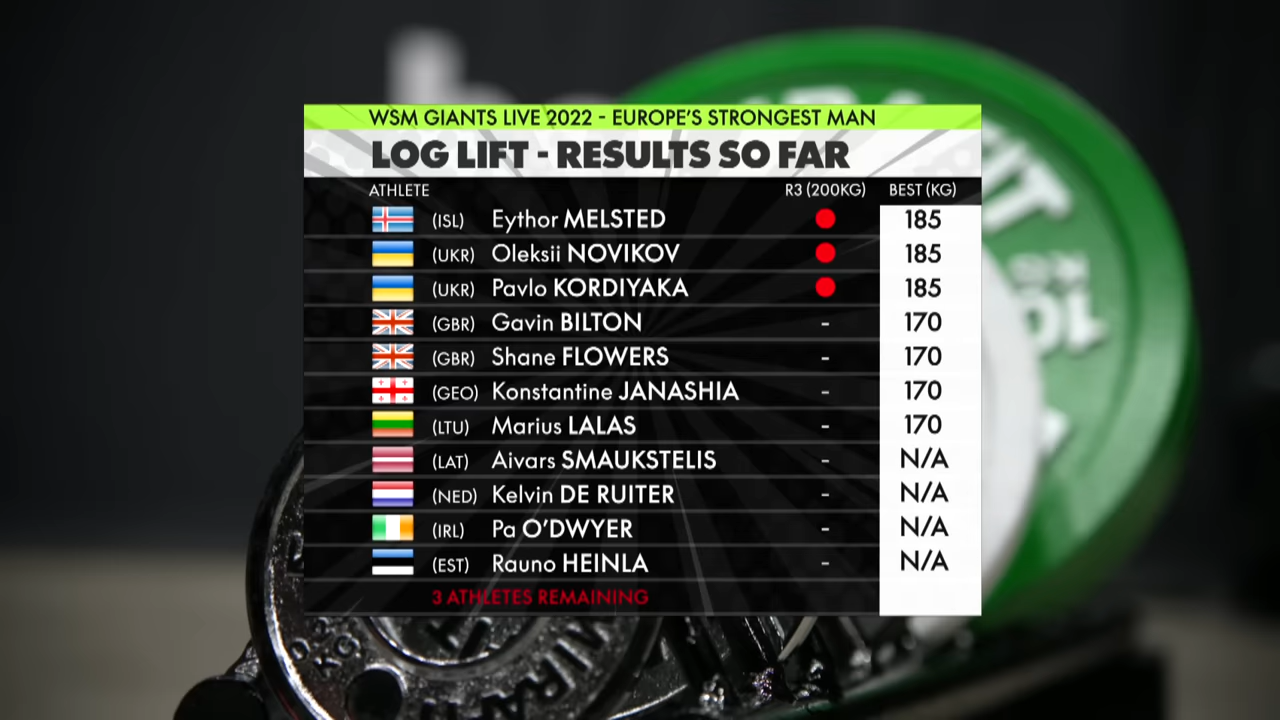 WSM GIANTS LIVE 2022 - EUROPE'S STRONGEST MAN
LOG LIFT - RESULTS SO FAR
ATHLETE R3 (200KG) BEST (KG)
(ISL) Eythor MELSTED 185
(UKR) Oleksii NOVIKOV 185
(UKR) Pavlo KORDIYAKA 185
(GBR) Gavin BILTON - 170
(GBR) Shane FLOWERS - 170
(GEO) Konstantine JANASHIA - 170
(LTU) Marius LALAS - 170
(LAT) Aivars SMAUKSTELIS - N/A
(NED) Kelvin DE RUITER - N/A
(IRL) Pa O'DWYER - N/A
(EST) Rauno HEINLA - N/A
3 ATHLETES REMAINING
KG